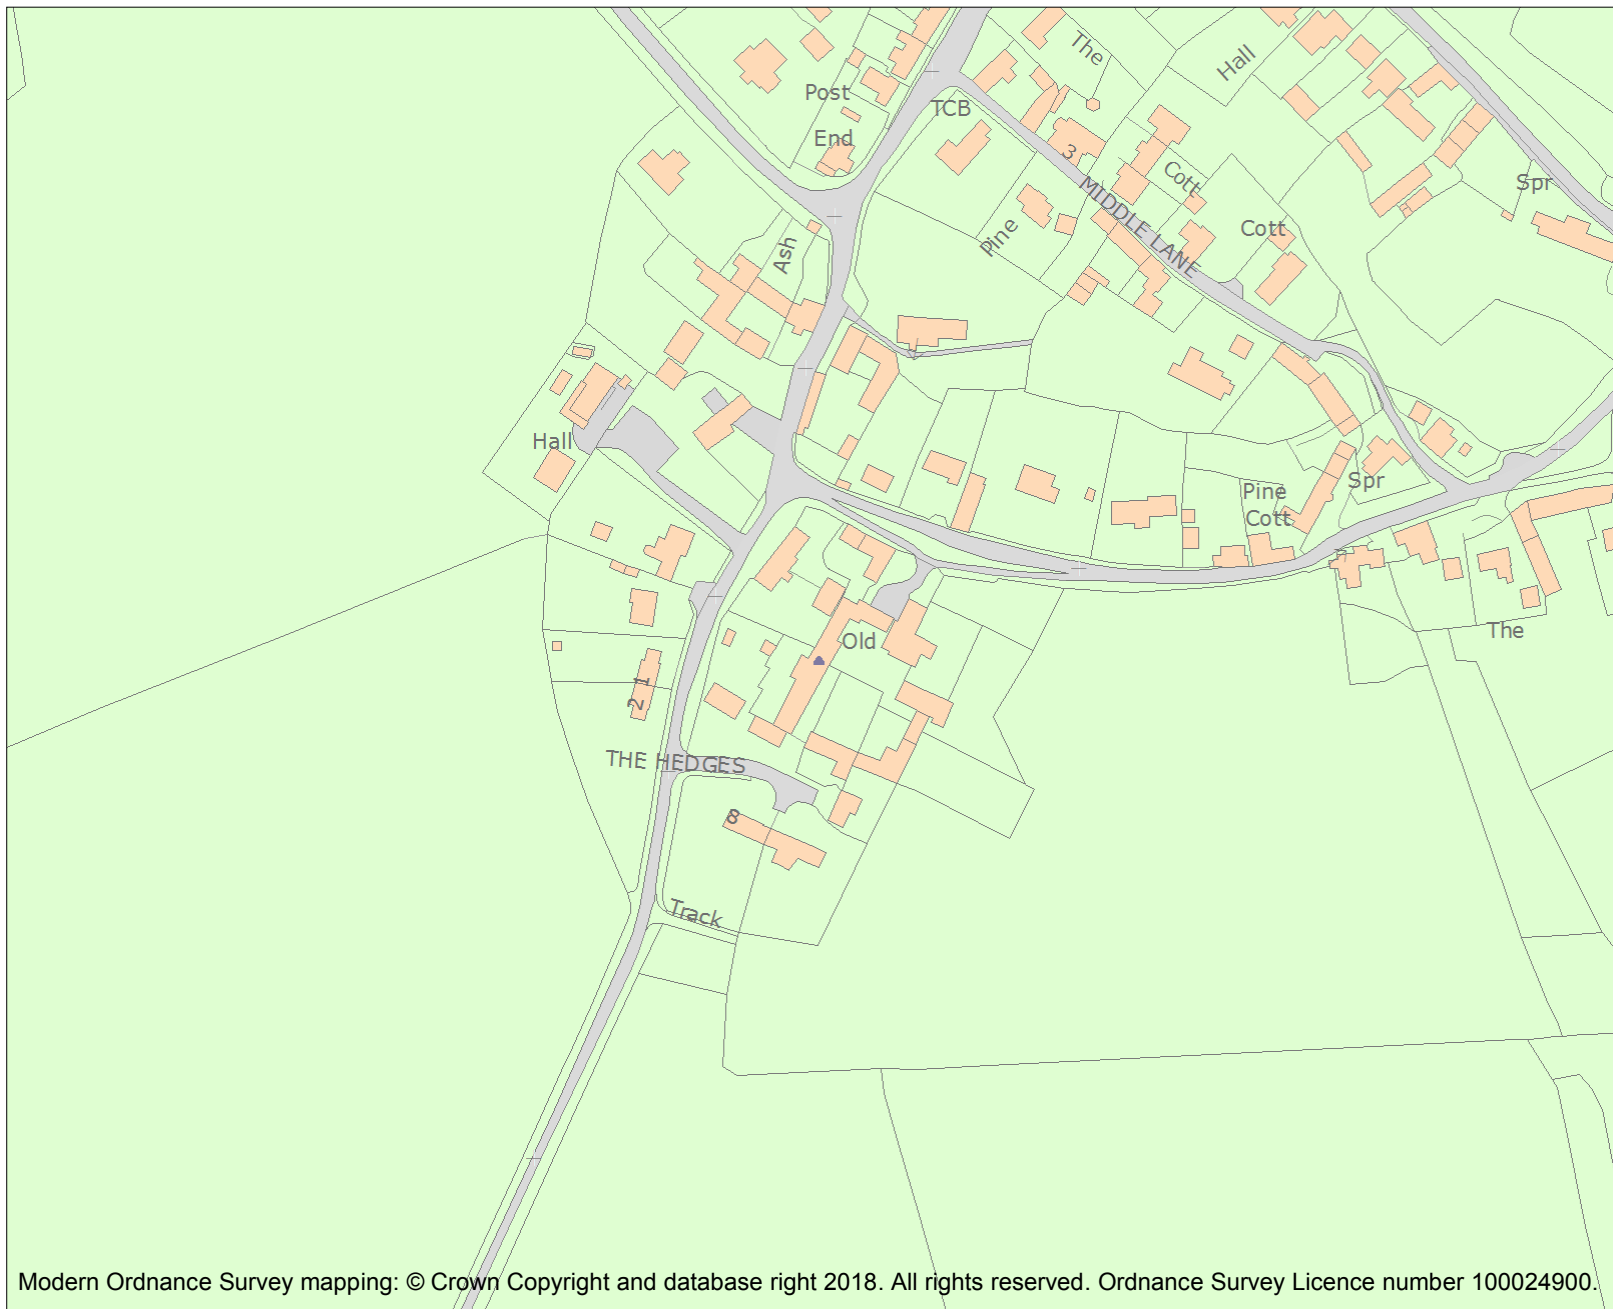 The
Hall
Post
TCB
End
3
Cott
Spr
MIDDLE LANE
Pine
Cott
Ash
Hall
Spr
Pine
Cott
The
Old
1
2
THE HEDGES
8
Track
Modern Ordnance Survey mapping: © Crown Copyright and database right 2018. All rights reserved. Ordnance Survey Licence number 100024900.